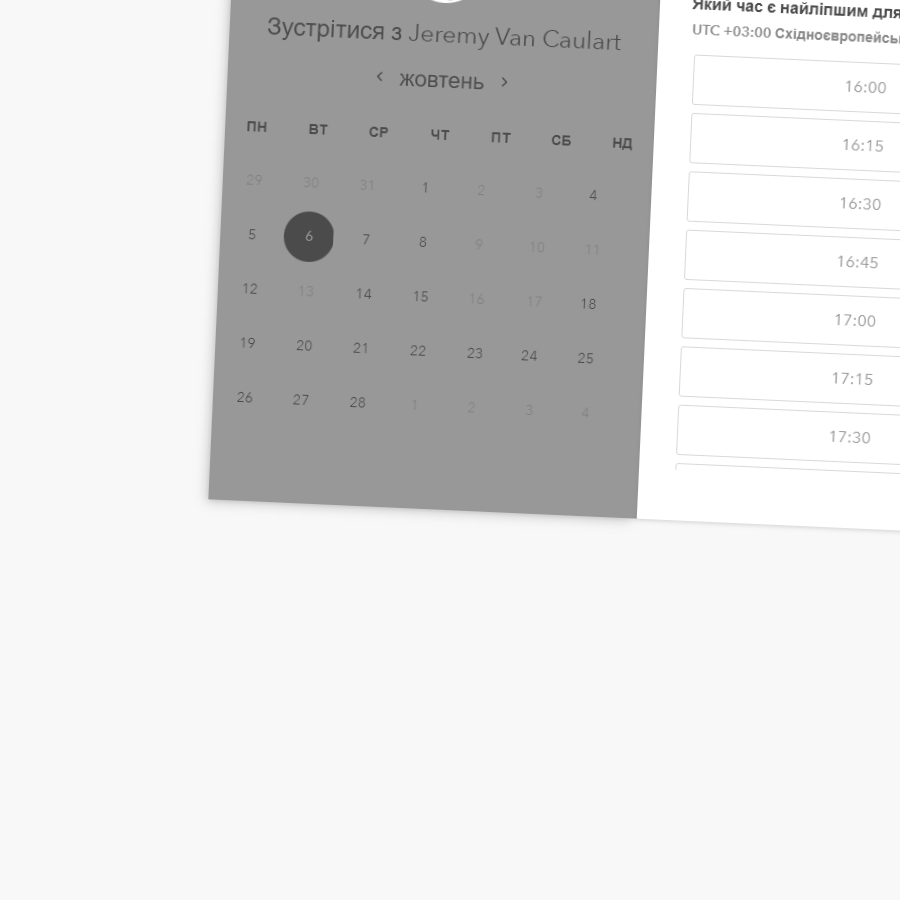 Зустрітися з Jeremy Van Caulart
‹ жовтень ›
ПН ВТ СР ЧТ ПТ СБ НД
29 30 31 1 2 3 4
5 6 7 8 9 10 11
12 13 14 15 16 17 18
19 20 21 22 23 24 25
26 27 28 1 2 3 4
Який час є найліпшим для
UTC +03:00
16:00
16:15
16:30
16:45
17:00
17:15
17:30